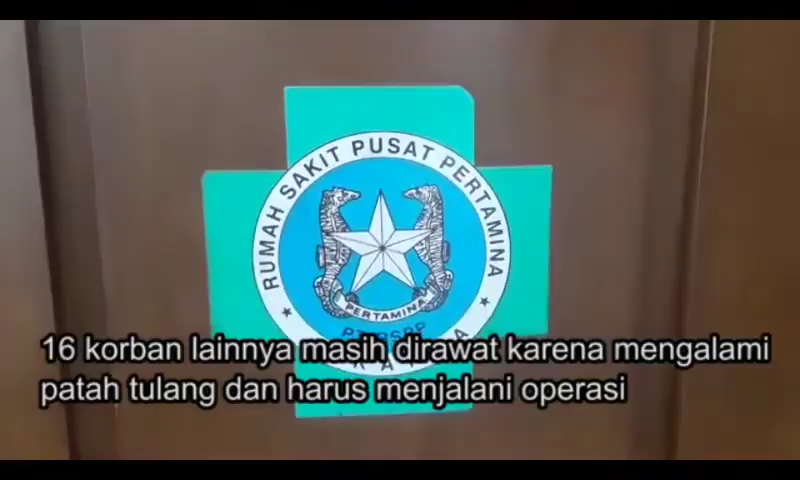 RUMAH SAKIT PUSAT PERTAMINA
PERTAMINA
16 korban lainnya masih dirawat karena mengalami
patah tulang dan harus menjalani operasi